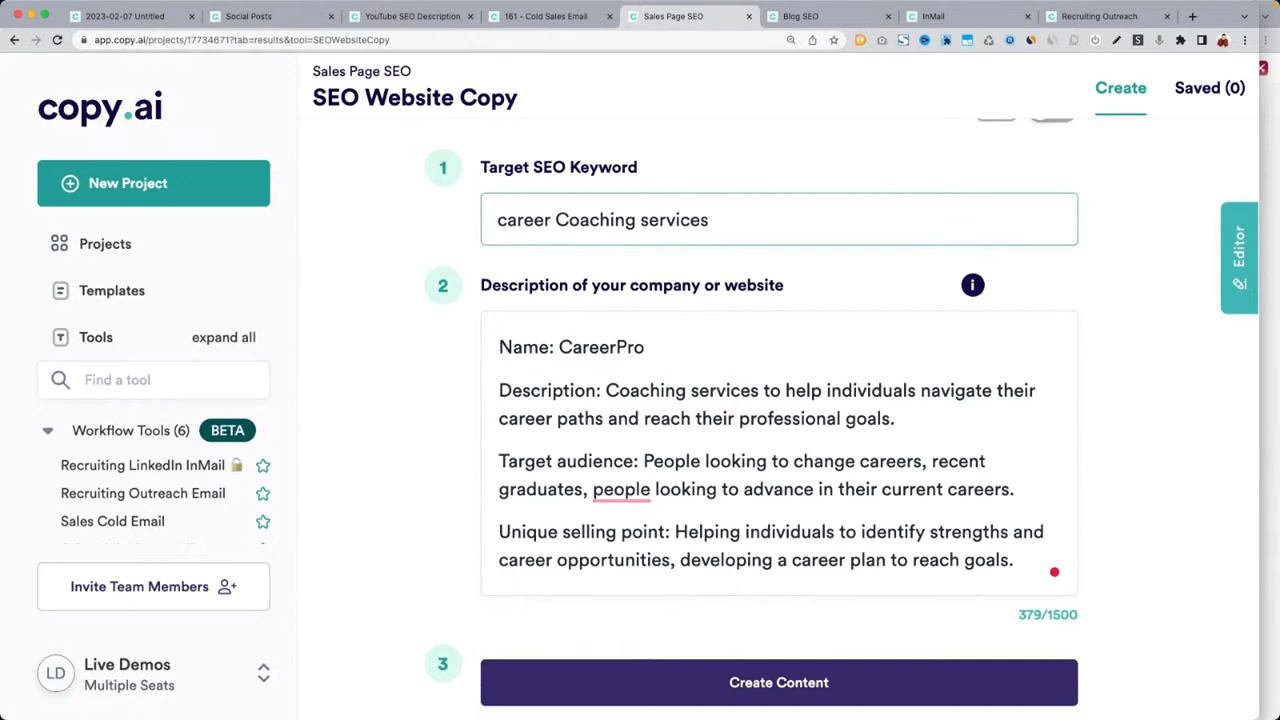 2023-02-07 Untitled
Social Posts
YouTube SEO Description
161 - Cold Sales Email
Sales Page SEO
Blog SEO
InMail
Recruiting Outreach
app.copy.ai/projects/17734671?tab=results&tool=SEOWebsiteCopy
copy.ai
New Project
Projects
Templates
Tools
expand all
Find a tool
Workflow Tools (6)
BETA
Recruiting LinkedIn InMail
Recruiting Outreach Email
Sales Cold Email
Invite Team Members
LD
Live Demos
Multiple Seats
Sales Page SEO
SEO Website Copy
Create
Saved (0)
1
Target SEO Keyword
career Coaching services
2
Description of your company or website
i
Name: CareerPro
Description: Coaching services to help individuals navigate their
career paths and reach their professional goals.
Target audience: People looking to change careers, recent
graduates, people looking to advance in their current careers.
Unique selling point: Helping individuals to identify strengths and
career opportunities, developing a career plan to reach goals.
379/1500
3
Create Content
Editor